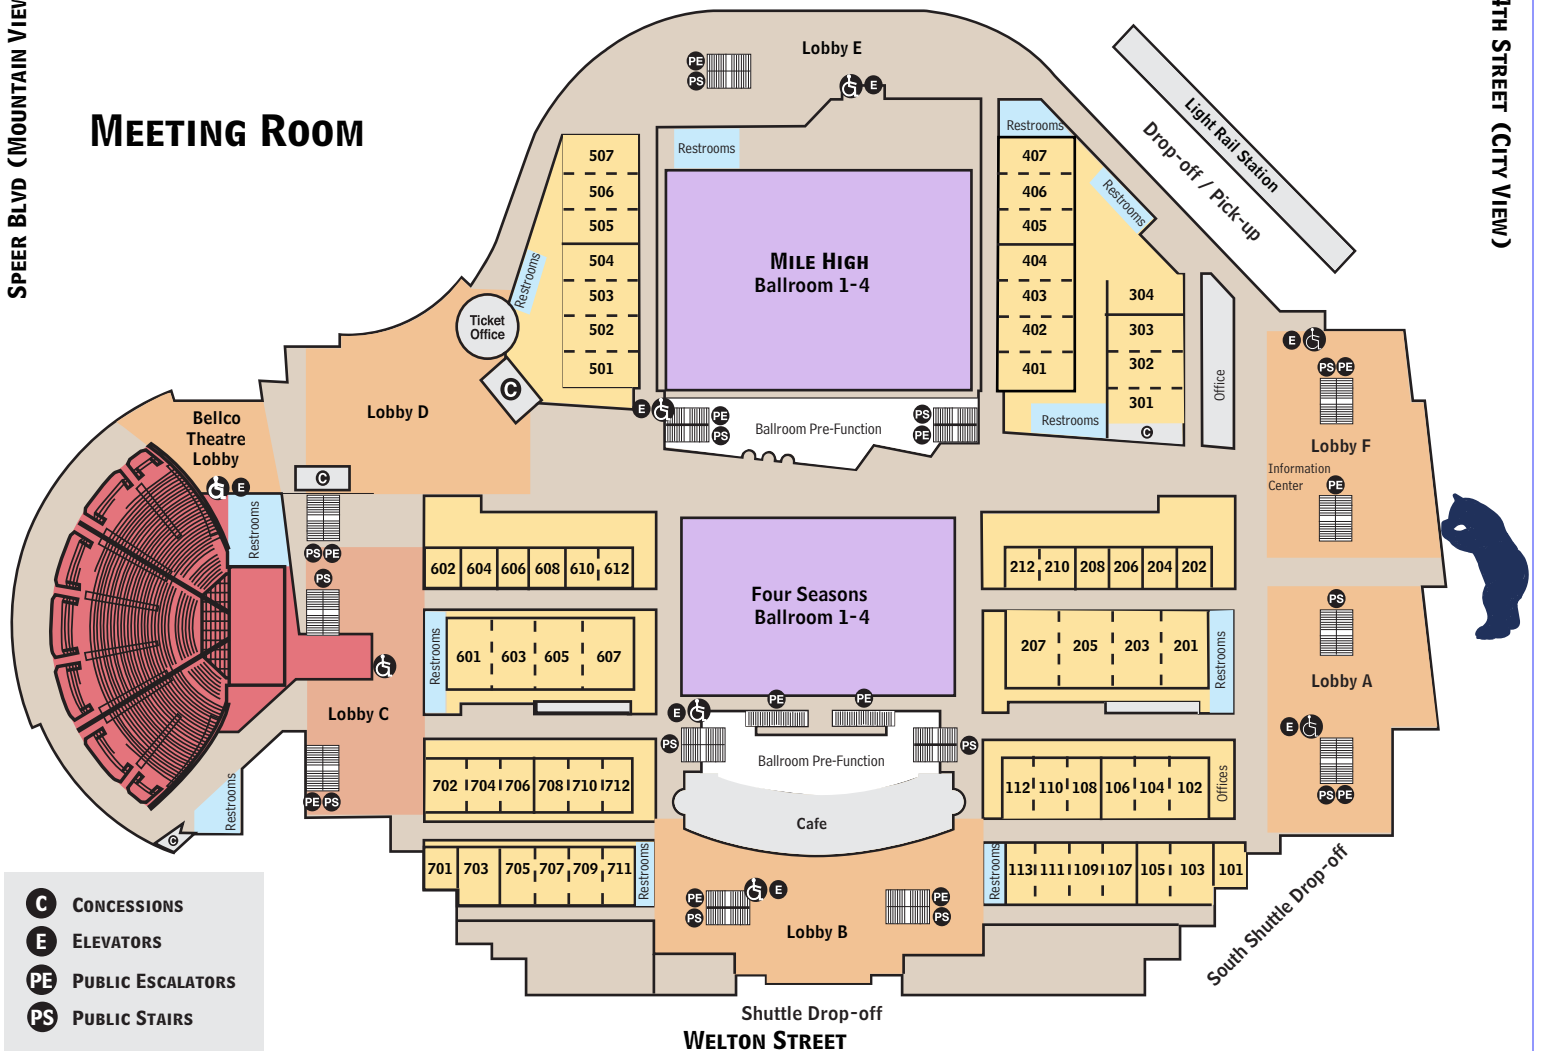 SPEER BLVD (MOUNTAIN VIEW
4TH STREET (CITY VIEW)
MEETING ROOM
Lobby E
PE
PS
E
Light Rail Station
Drop-off / Pick-up
Restrooms
Restrooms
Restrooms
Restrooms
507
506
505
504
503
502
501
MILE HIGH
Ballroom 1-4
407
406
405
404
403
402
401
304
303
302
301
C
Restrooms
Office
Ticket
Office
C
Lobby D
E
PE
PS
Ballroom Pre-Function
PS
PE
E
PS
PE
Lobby F
Information
Center
PE
Bellco
Theatre
Lobby
E
C
Restrooms
PS
PE
PS
602
604
606
608
610
612
Four Seasons
Ballroom 1-4
212
210
208
206
204
202
Restrooms
601
603
605
607
207
205
203
201
Restrooms
PS
Lobby A
E
PS
PE
Lobby C
PE
PS
Restrooms
C
E
PE
PE
PS
PS
Ballroom Pre-Function
Cafe
702
704
706
708
710
712
112
110
108
106
104
102
Offices
701
703
705
707
709
711
Restrooms
Restrooms
113
111
109
107
105
103
101
PE
PS
E
PE
PS
Lobby B
South Shuttle Drop-off
Shuttle Drop-off
WELTON STREET
C CONCESSIONS
E ELEVATORS
PE PUBLIC ESCALATORS
PS PUBLIC STAIRS